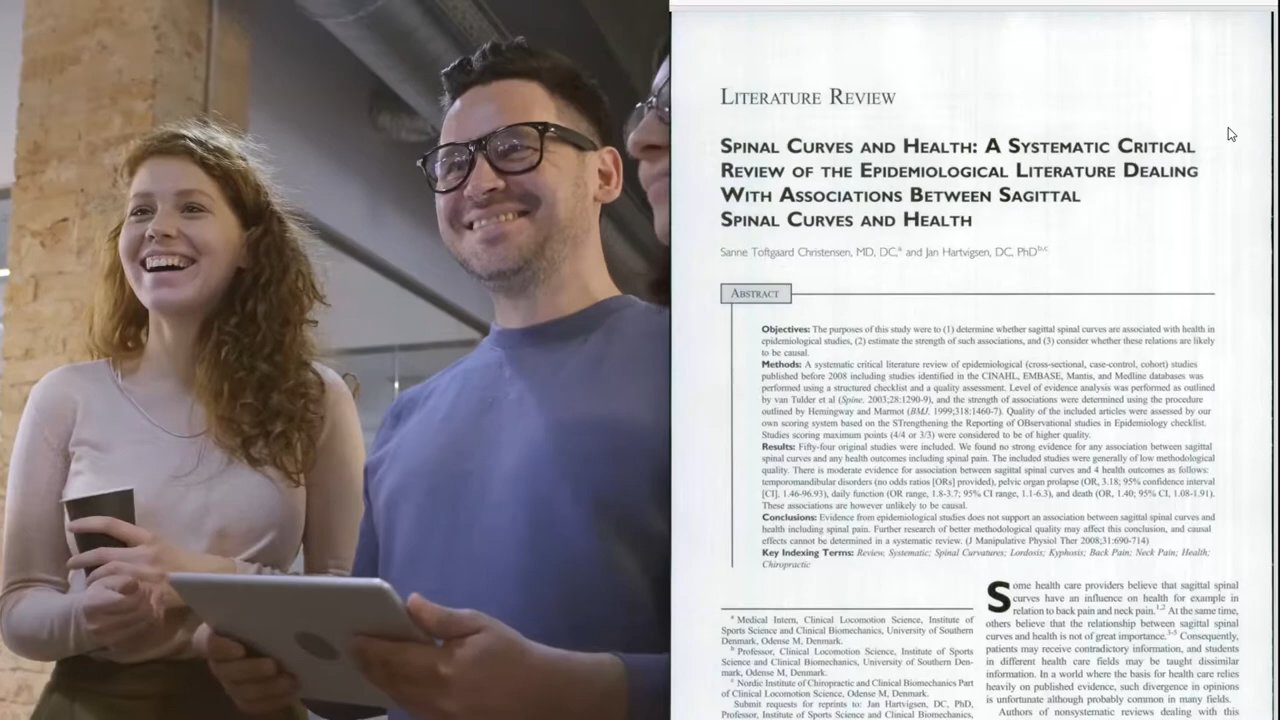 LITERATURE REVIEW
SPINAL CURVES AND HEALTH: A SYSTEMATIC CRITICAL
REVIEW OF THE EPIDEMIOLOGICAL LITERATURE DEALING
WITH ASSOCIATIONS BETWEEN SAGITTAL
SPINAL CURVES AND HEALTH
Sanne Toftgaard Christensen, MD, DC,a and Jan Hartvigsen, DC, PhDb,c
ABSTRACT
Objectives: The purposes of this study were to (1) determine whether sagittal spinal curves are associated with health in
epidemiological studies, (2) estimate the strength of such associations, and (3) consider whether these relations are likely
to be causal.
Methods: A systematic critical literature review of epidemiological (cross-sectional, case-control, cohort) studies
published before 2008 including studies identified in the CINAHL, EMBASE, Mantis, and Medline databases was
performed using a structured checklist and a quality assessment. Level of evidence analysis was performed as outlined
by van Tulder et al (Spine. 2003;28:1290-9), and the strength of associations were determined using the procedure
outlined by Hemingway and Marmot (BMJ. 1999;318:1460-7). Quality of the included articles were assessed by our
own scoring system based on the STrengthening the Reporting of OBservational studies in Epidemiology checklist.
Studies scoring maximum points (4/4 or 3/3) were considered to be of higher quality.
Results: Fifty-four original studies were included. We found no strong evidence for any association between sagittal
spinal curves and any health outcomes including spinal pain. The included studies were generally of low methodological
quality. There is moderate evidence for association between sagittal spinal curves and 4 health outcomes as follows:
temporomandibular disorders (no odds ratios [ORs] provided), pelvic organ prolapse (OR, 3.18; 95% confidence interval
[CI], 1.46-96.93), daily function (OR range, 1.8-3.7; 95% CI range, 1.1-6.3), and death (OR, 1.40; 95% CI, 1.08-1.91).
These associations are however unlikely to be causal.
Conclusions: Evidence from epidemiological studies does not support an association between sagittal spinal curves and
health including spinal pain. Further research of better methodological quality may affect this conclusion, and causal
effects cannot be determined in a systematic review. (J Manipulative Physiol Ther 2008;31:690-714)
Key Indexing Terms: Review, Systematic; Spinal Curvatures; Lordosis; Kyphosis; Back Pain; Neck Pain; Health;
Chiropractic
a Medical Intern, Clinical Locomotion Science, Institute of
Sports Science and Clinical Biomechanics, University of Southern
Denmark, Odense M, Denmark.
b Professor, Clinical Locomotion Science, Institute of Sports
Science and Clinical Biomechanics, University of Southern Den-
mark, Odense M, Denmark.
c Nordic Institute of Chiropractic and Clinical Biomechanics Part
of Clinical Locomotion Science, Odense M, Denmark.
Submit requests for reprints to: Jan Hartvigsen, DC, PhD,
Professor, Institute of Sports Science and Clinical Biomechanics,
Some health care providers believe that sagittal spinal
curves have an influence on health for example in
relation to back pain and neck pain.1,2 At the same time,
others believe that the relationship between sagittal spinal
curves and health is not of great importance.3-5 Consequently,
patients may receive contradictory information, and students
in different health care fields may be taught dissimilar
information. In a world where the basis for health care relies
heavily on published evidence, such divergence in opinions
is unfortunate although probably common in many fields.
Authors of nonsystematic reviews dealing with this